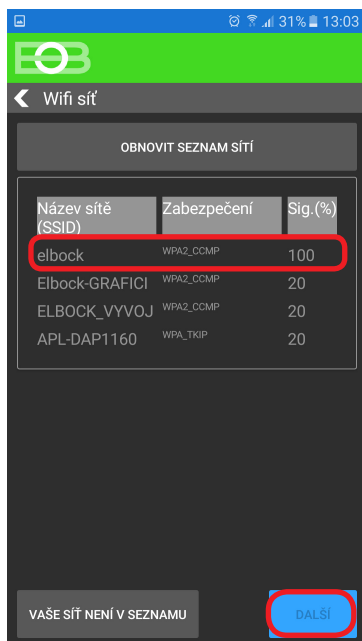 31% 13:03
EOB
Wifi síť
OBNOVIT SEZNAM SÍTÍ
Název sítě (SSID) Zabezpečení Sig.(%)
elbock WPA2_CCMP 100
Elbock-GRAFICI WPA2_CCMP 20
ELBOCK_VYVOJ WPA2_CCMP 20
APL-DAP1160 WPA_TKIP 20
VAŠE SÍŤ NENÍ V SEZNAMU DALŠÍ